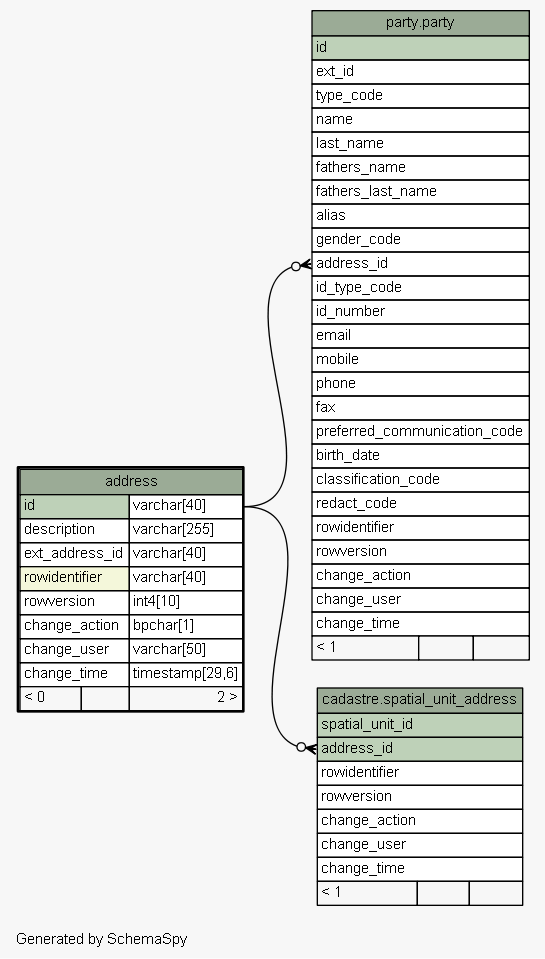 party.party
id
ext_id
type_code
name
last_name
fathers_name
fathers_last_name
alias
gender_code
address_id
id_type_code
id_number
email
mobile
phone
fax
preferred_communication_code
birth_date
classification_code
redact_code
rowidentifier
rowversion
change_action
change_user
change_time
< 1
address
id varchar[40]
description varchar[255]
ext_address_id varchar[40]
rowidentifier varchar[40]
rowversion int4[10]
change_action bpchar[1]
change_user varchar[50]
change_time timestamp[29,6]
< 0 2 >
cadastre.spatial_unit_address
spatial_unit_id
address_id
rowidentifier
rowversion
change_action
change_user
change_time
< 1
Generated by SchemaSpy